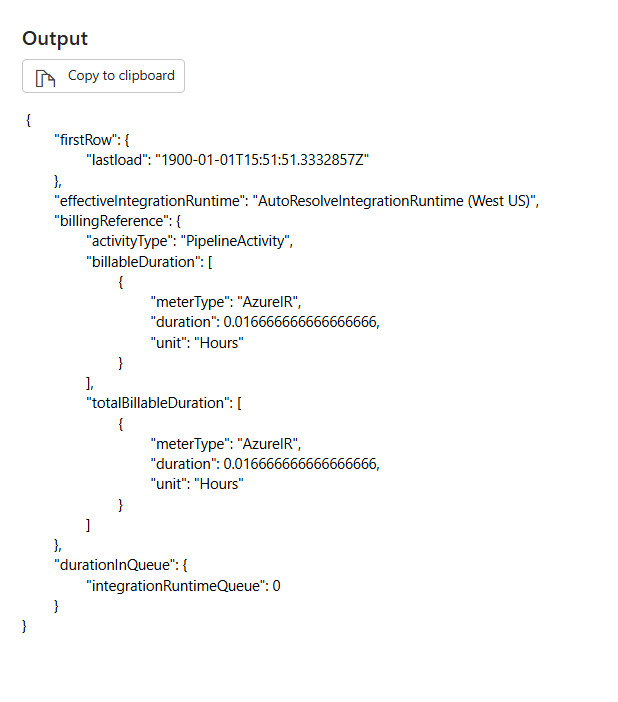 Output
Copy to clipboard
{
"firstRow": {
"lastload": "1900-01-01T15:51:51.3332857Z"
},
"effectiveIntegrationRuntime": "AutoResolveIntegrationRuntime (West US)",
"billingReference": {
"activityType": "PipelineActivity",
"billableDuration": [
{
"meterType": "AzureIR",
"duration": 0.016666666666666666,
"unit": "Hours"
}
],
"totalBillableDuration": [
{
"meterType": "AzureIR",
"duration": 0.016666666666666666,
"unit": "Hours"
}
]
},
"durationInQueue": {
"integrationRuntimeQueue": 0
}
}